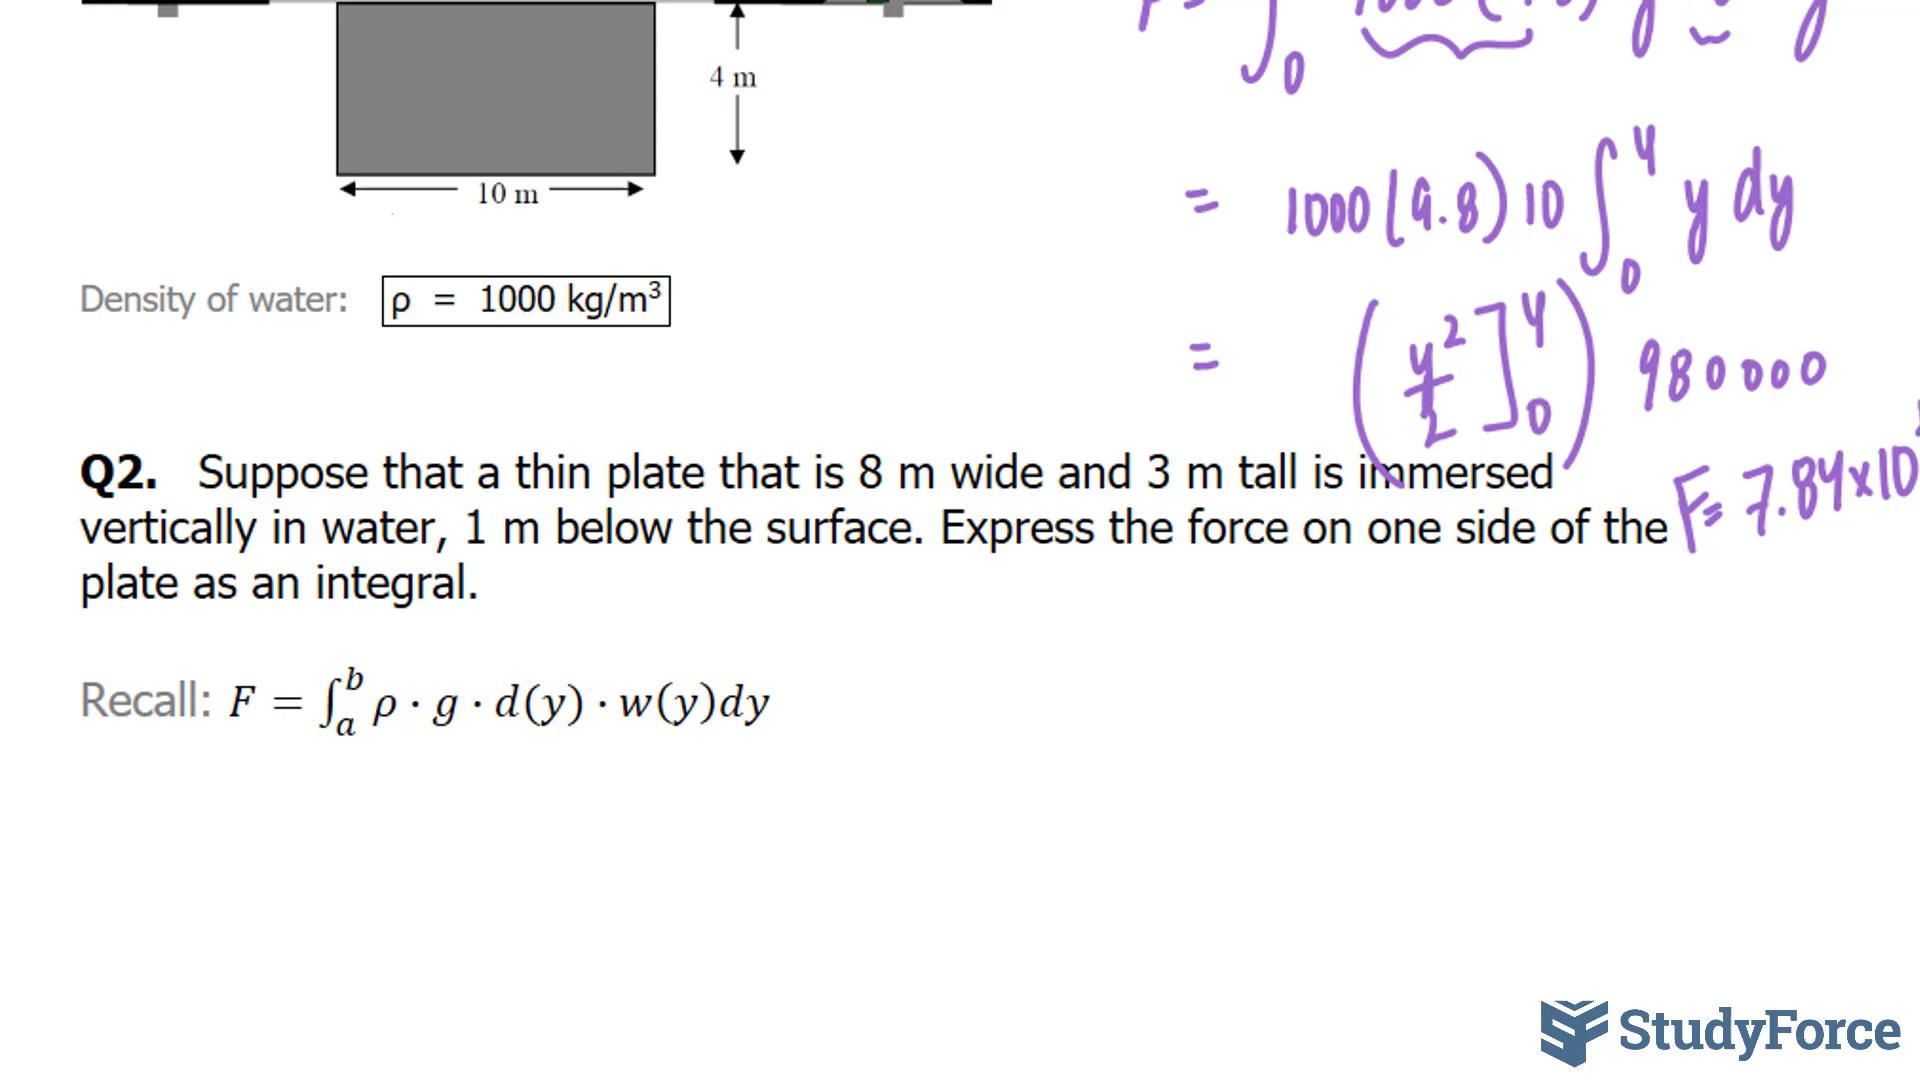 4 m
10 m
0
= 1000 (9.8) 10 ∫₀⁴ y dy
Density of water: ρ = 1000 kg/m³
= (y²/2]₀⁴) 980000
F = 7.84 x 10
Q2. Suppose that a thin plate that is 8 m wide and 3 m tall is immersed
vertically in water, 1 m below the surface. Express the force on one side of the
plate as an integral.
Recall: F = ∫ₐᵇ ρ · g · d(y) · w(y)dy
StudyForce